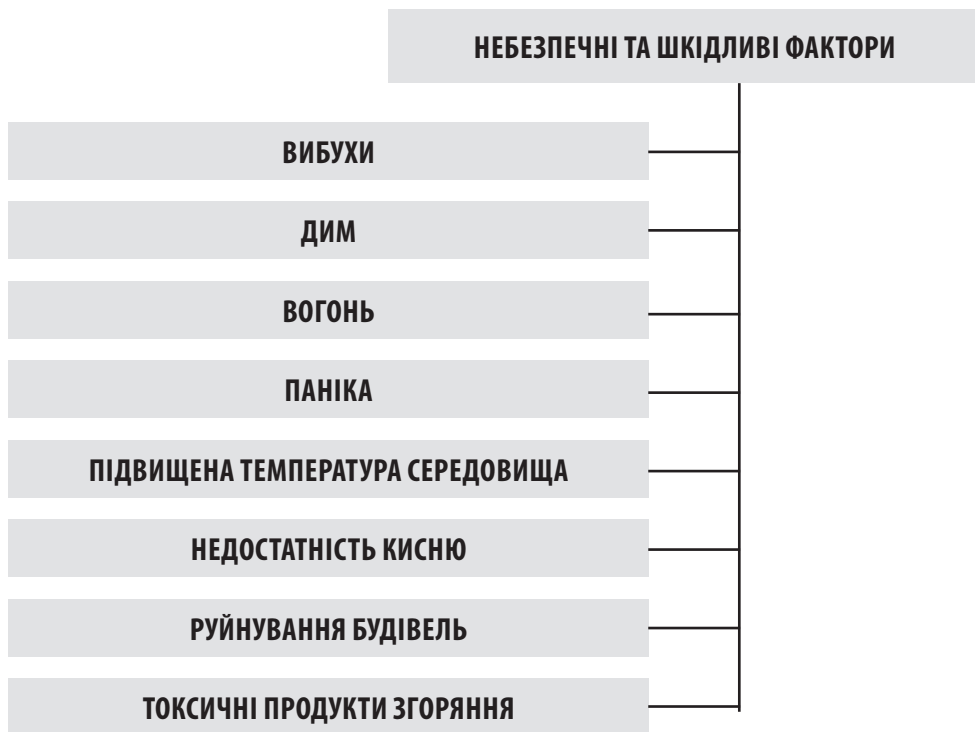 НЕБЕЗПЕЧНІ ТА ШКІДЛИВІ ФАКТОРИ
ВИБУХИ
ДИМ
ВОГОНЬ
ПАНІКА
ПІДВИЩЕНА ТЕМПЕРАТУРА СЕРЕДОВИЩА
НЕДОСТАТНІСТЬ КИСНЮ
РУЙНУВАННЯ БУДІВЕЛЬ
ТОКСИЧНІ ПРОДУКТИ ЗГОРЯННЯ